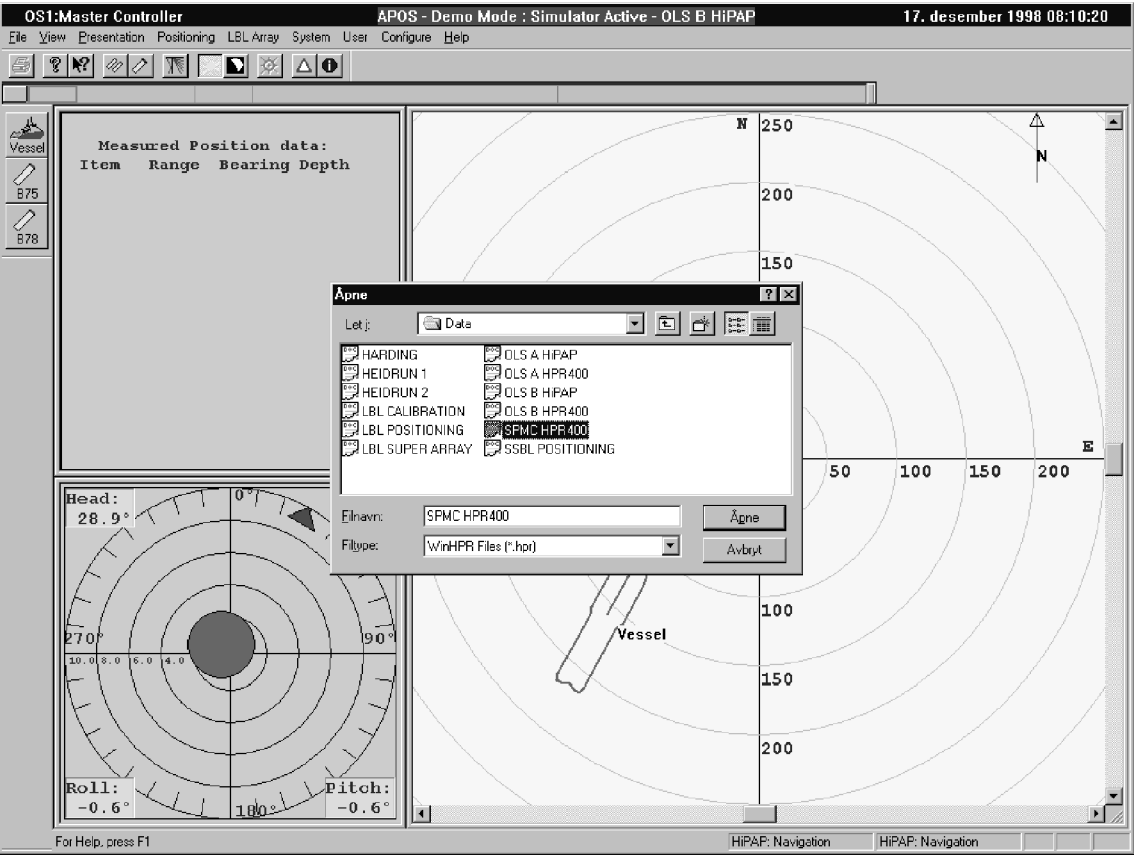 OS1:Master Controller
APOS - Demo Mode : Simulator Active - OLS B HiPAP
17. desember 1998 08:10:20
File View Presentation Positioning LBL Array System User Configure Help
Vessel
B75
B78
Measured Position data:
Item Range Bearing Depth
N 250
N
200
150
Åpne
Let i:
Data
HARDING
HEIDRUN 1
HEIDRUN 2
LBL CALIBRATION
LBL POSITIONING
LBL SUPER ARRAY
OLS A HiPAP
OLS A HPR400
OLS B HiPAP
OLS B HPR400
SPMC HPR400
SSBL POSITIONING
Filnavn:
SPMC HPR400
Åpne
Filtype:
WinHPR Files (*.hpr)
Avbryt
E
50 100 150 200
100
Vessel
150
200
Head:
28.9°
0°
270°
90°
10.0 8.0 6.0 4.0
Roll:
-0.6°
180°
Pitch:
-0.6°
For Help, press F1
HiPAP: Navigation
HiPAP: Navigation